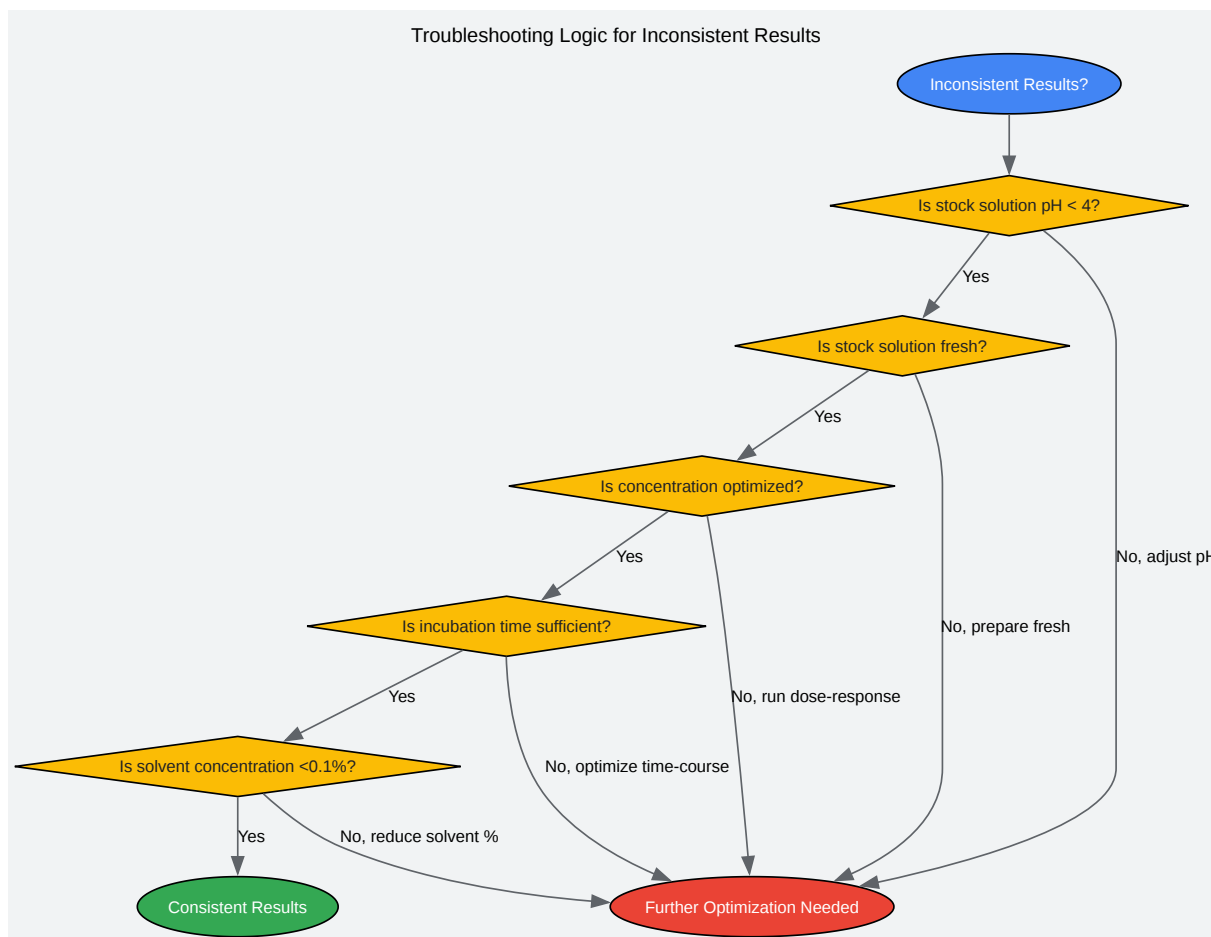 Troubleshooting Logic for Inconsistent Results
Inconsistent Results?
Is stock solution pH < 4?
Yes
Is stock solution fresh?
Yes
Is concentration optimized?
Yes
No, adjust pH
Is incubation time sufficient?
No, prepare fresh
Yes
No, run dose-response
Is solvent concentration <0.1%?
No, optimize time-course
Yes
No, reduce solvent %
Consistent Results
Further Optimization Needed